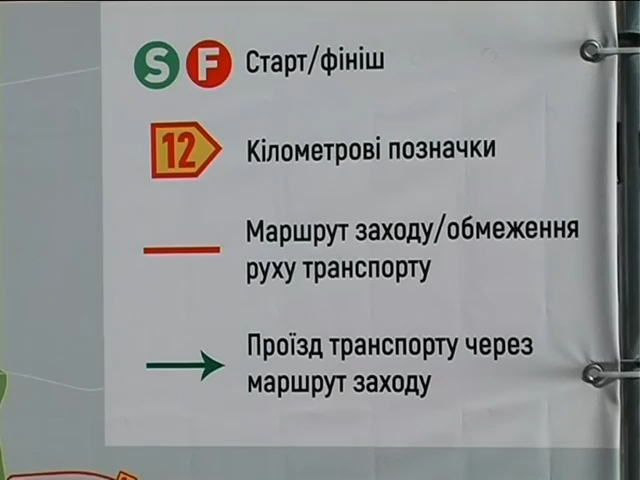 S F Старт/фініш
12 Кілометрові позначки
Маршрут заходу/обмеження
руху транспорту
Проїзд транспорту через
маршрут заходу